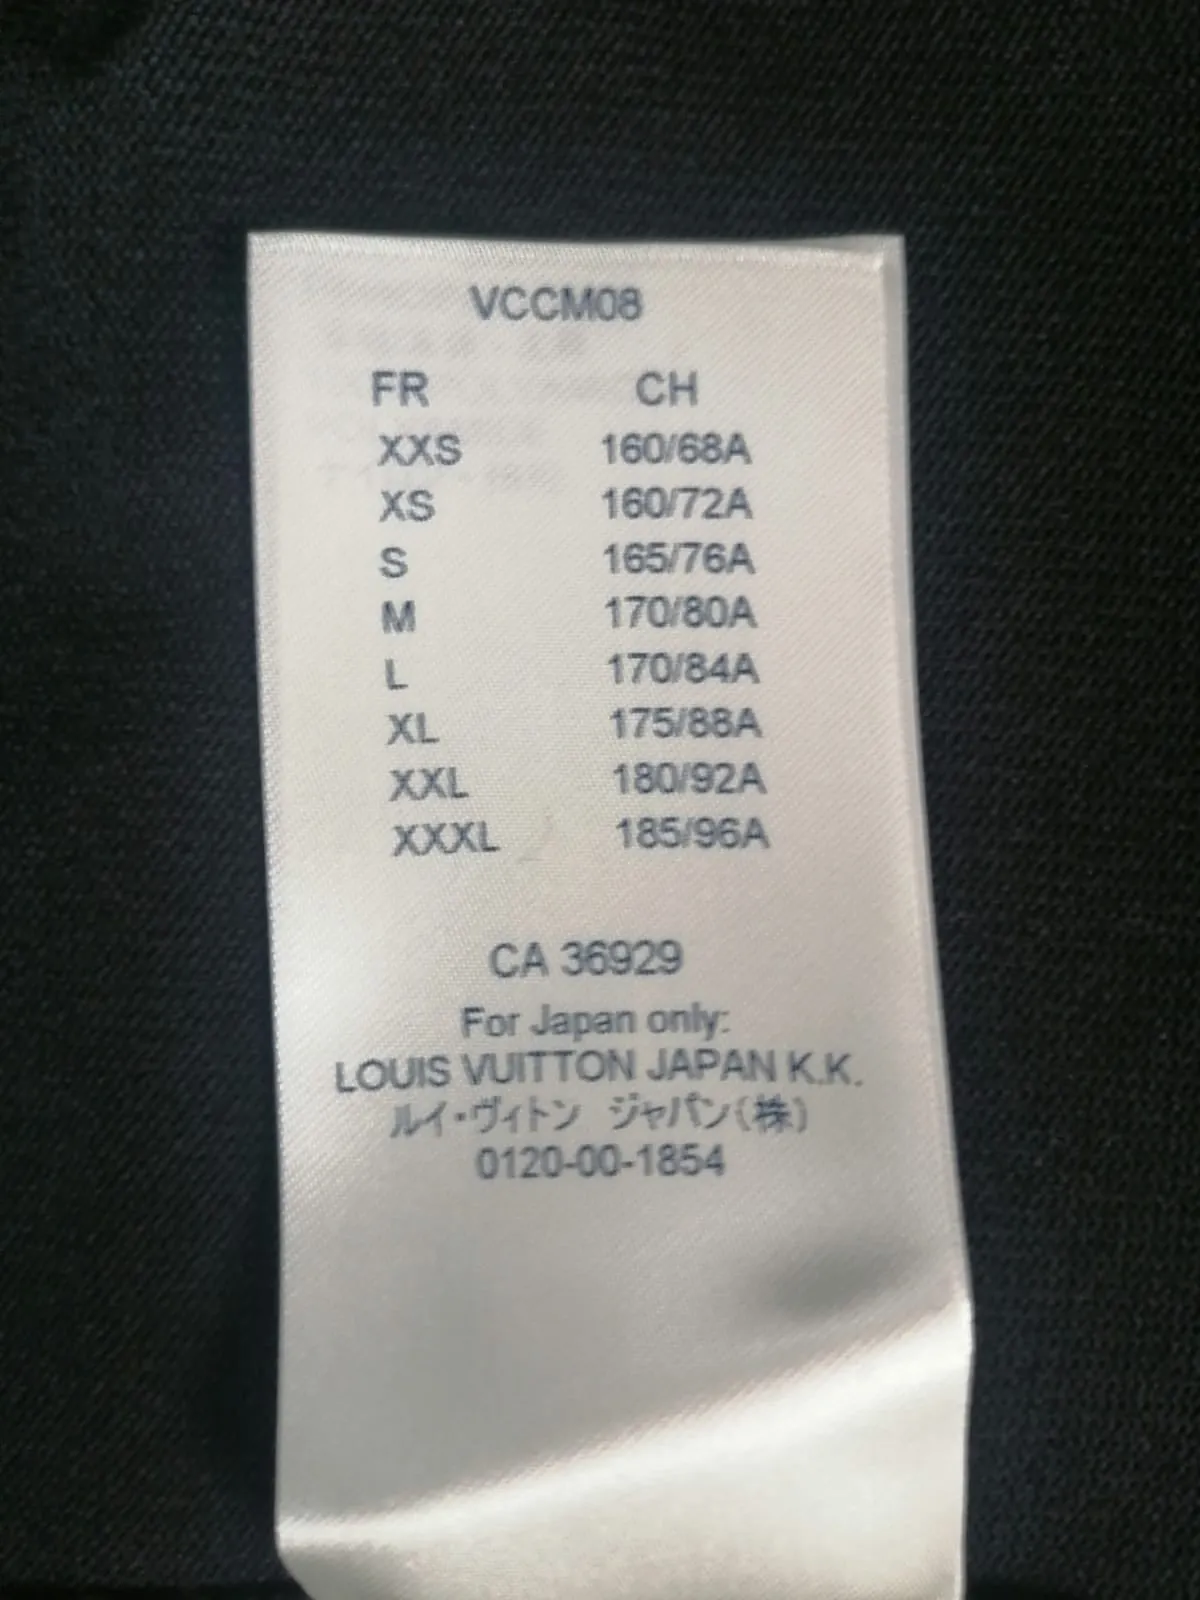 VCCM08
FR CH
XXS 160/68A
XS 160/72A
S 165/76A
M 170/80A
L 170/84A
XL 175/88A
XXL 180/92A
XXXL 185/96A
CA 36929
For Japan only:
LOUIS VUITTON JAPAN K.K.
ルイ・ヴィトン ジャパン(株)
0120-00-1854